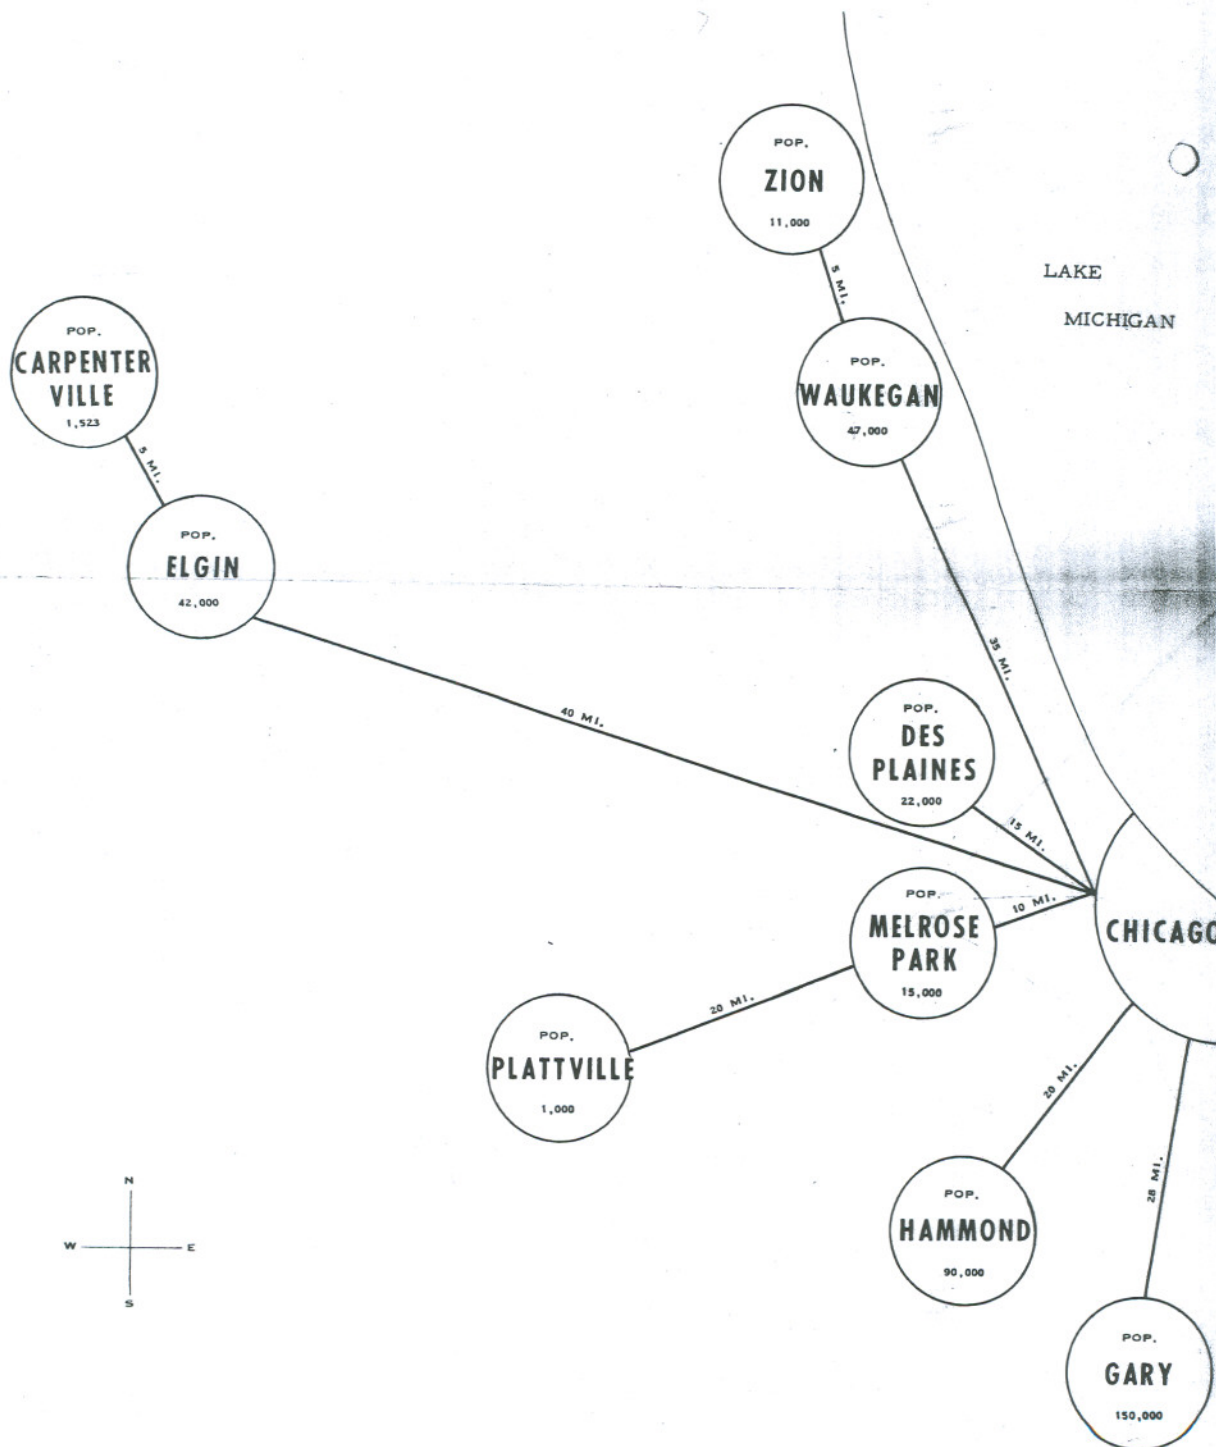 POP.
ZION
11,000
5 MI.
LAKE
MICHIGAN
POP.
CARPENTER
VILLE
1,523
5 MI.
POP.
WAUKEGAN
47,000
POP.
ELGIN
42,000
35 MI.
40 MI.
POP.
DES
PLAINES
22,000
15 MI.
POP.
MELROSE
PARK
15,000
10 MI.
CHICAGO
20 MI.
POP.
PLATTVILLE
1,000
20 MI.
28 MI.
N
W E
S
POP.
HAMMOND
90,000
POP.
GARY
150,000